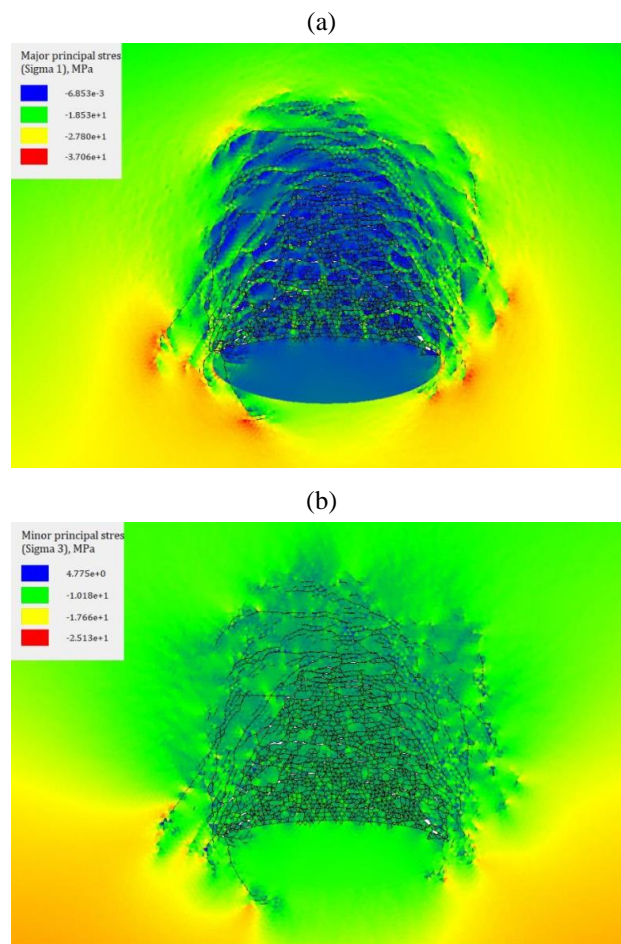 (a)
Major principal stres
(Sigma 1), MPa
-6.853e-3
-1.853e+1
-2.780e+1
-3.706e+1
(b)
Minor principal stres
(Sigma 3), MPa
4.775e+0
-1.018e+1
-1.766e+1
-2.513e+1